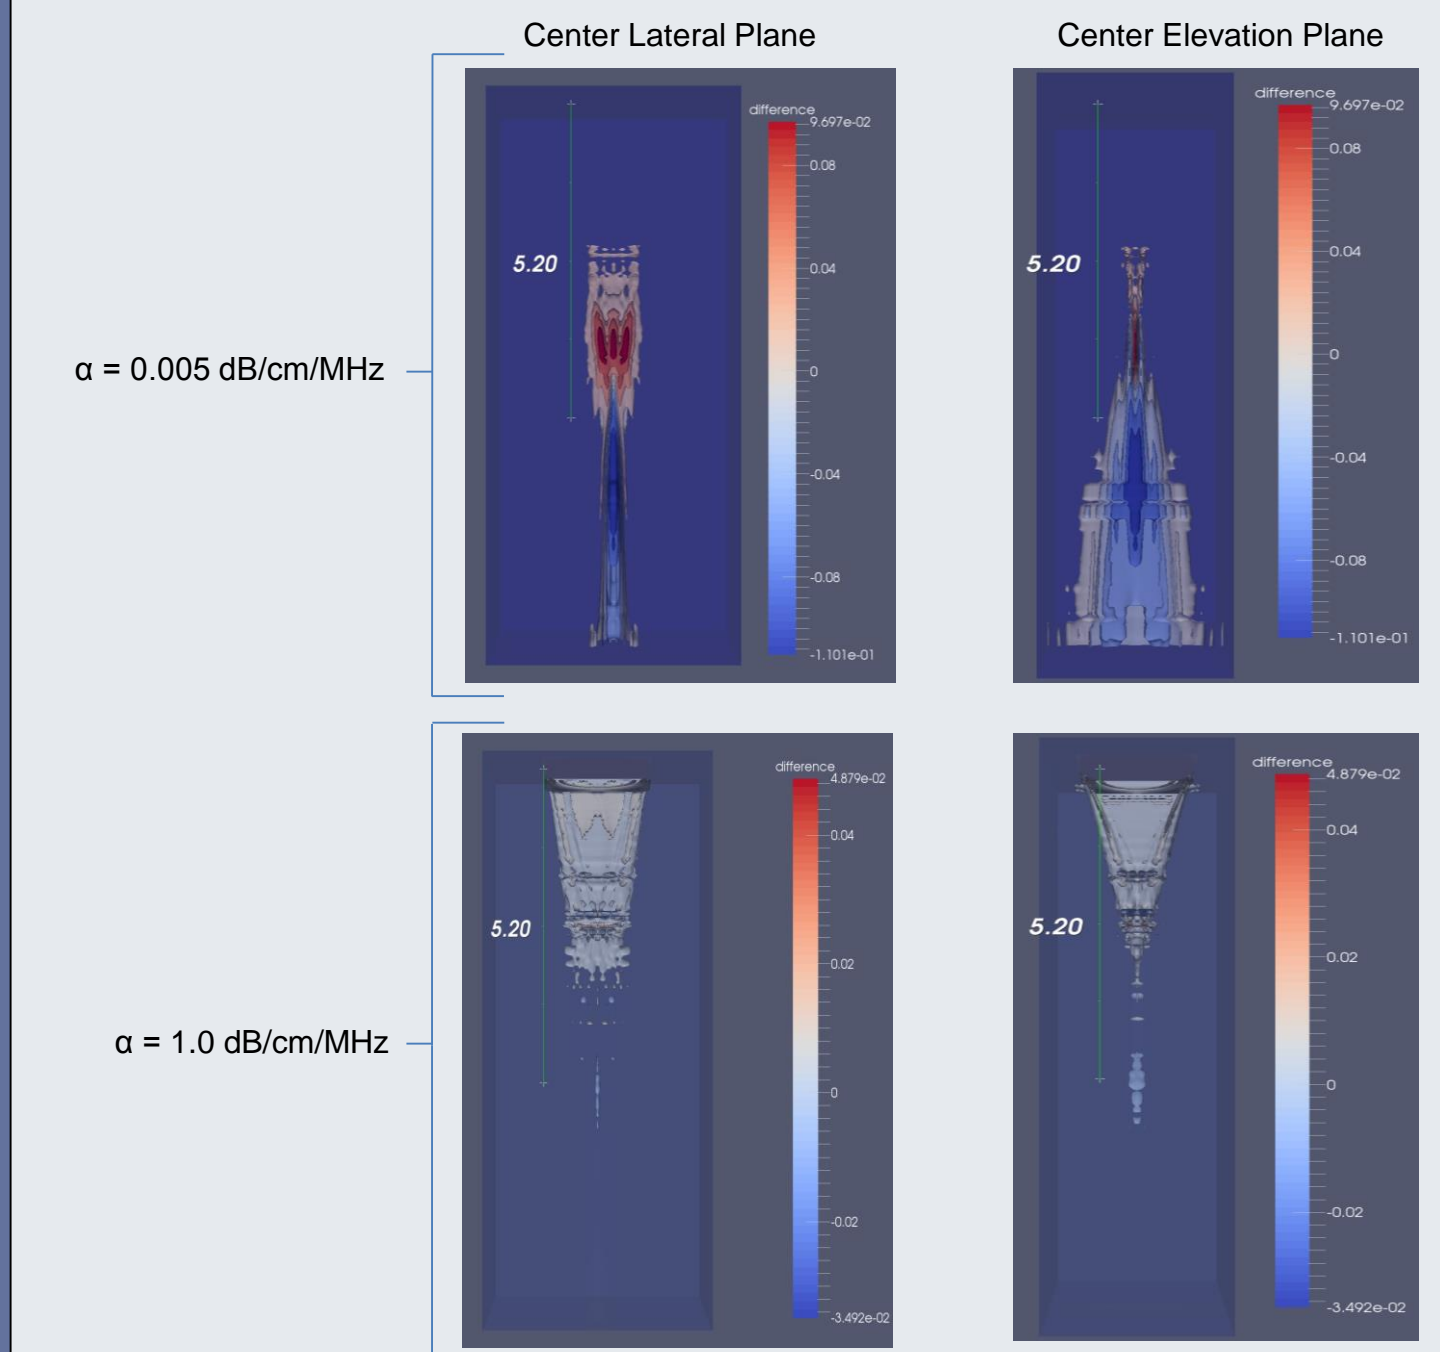 Center Lateral Plane
Center Elevation Plane
α = 0.005 dB/cm/MHz
difference
9.697e-02
0.08
0.04
0
-0.04
-0.08
-1.101e-01
5.20
difference
9.697e-02
0.08
0.04
0
-0.04
-0.08
-1.101e-01
5.20
α = 1.0 dB/cm/MHz
difference
4.879e-02
0.04
0.02
0
-0.02
-3.492e-02
5.20
difference
4.879e-02
0.04
0.02
0
-0.02
-3.492e-02
5.20